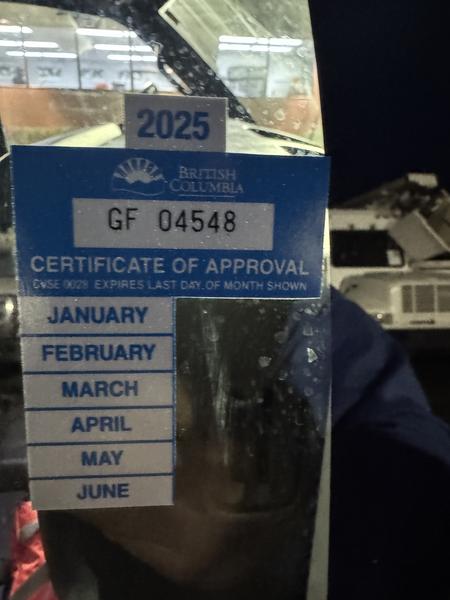 2025
BRITISH
COLUMBIA
GF 04548
CERTIFICATE OF APPROVAL
CVSE 0028 EXPIRES LAST DAY OF MONTH SHOWN
JANUARY
FEBRUARY
MARCH
APRIL
MAY
JUNE